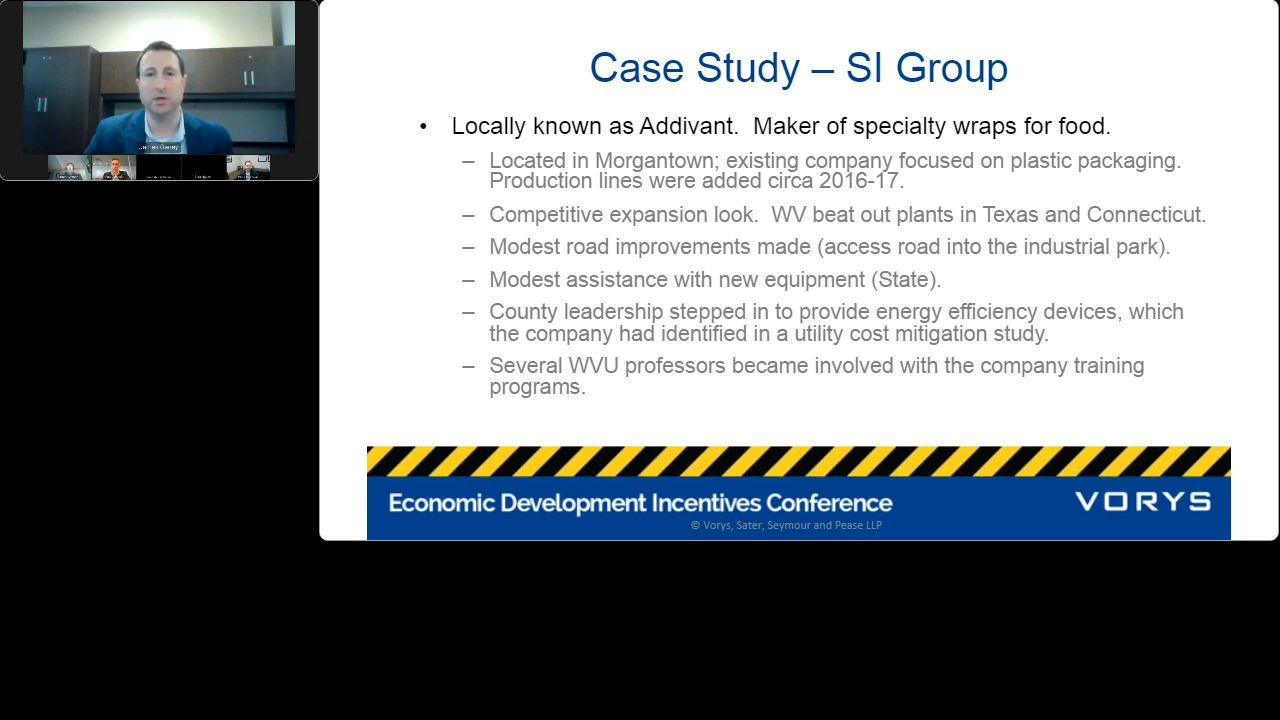 James Owrey
Case Study – SI Group
• Locally known as Addivant.  Maker of specialty wraps for food.
– Located in Morgantown; existing company focused on plastic packaging.
Production lines were added circa 2016-17.
– Competitive expansion look.  WV beat out plants in Texas and Connecticut.
– Modest road improvements made (access road into the industrial park).
– Modest assistance with new equipment (State).
– County leadership stepped in to provide energy efficiency devices, which
the company had identified in a utility cost mitigation study.
– Several WVU professors became involved with the company training
programs.
Economic Development Incentives Conference
VORYS
© Vorys, Sater, Seymour and Pease LLP